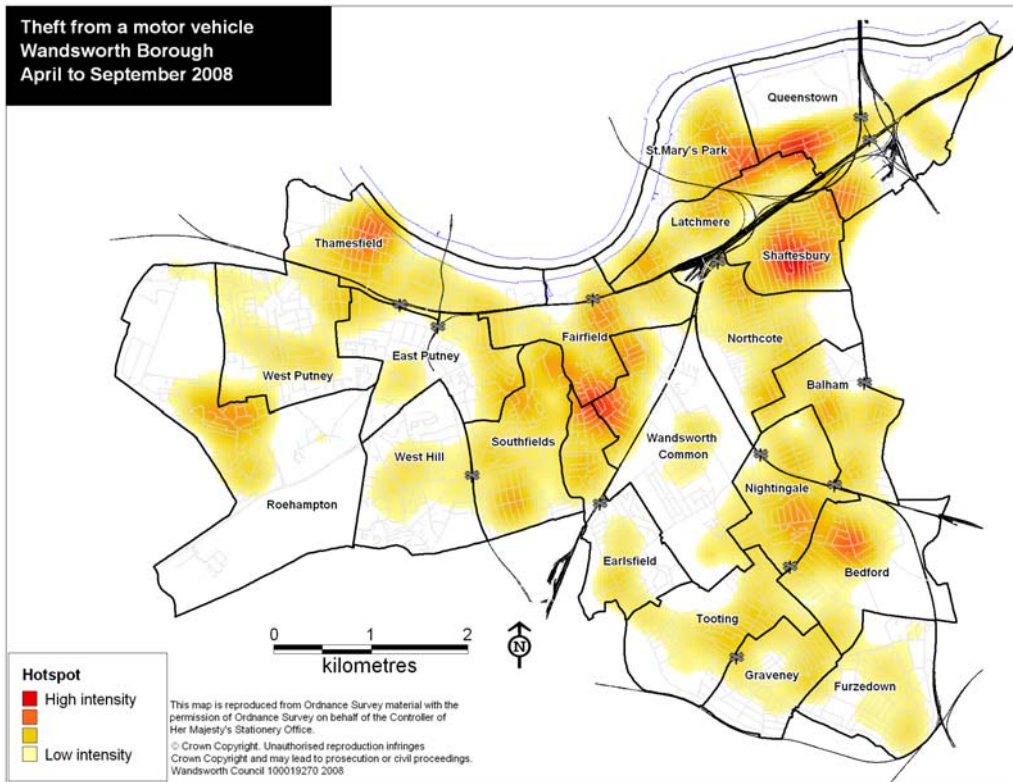 Theft from a motor vehicle
Wandsworth Borough
April to September 2008
Queenstown
St.Mary's Park
Latchmere
Thamesfield
Shaftesbury
Fairfield
Northcote
East Putney
West Putney
Balham
Southfields
Wandsworth
Common
West Hill
Nightingale
Roehampton
Earlsfield
Bedford
Tooting
Graveney
Furzedown
0 1 2
kilometres
N
Hotspot
High intensity
Low intensity
This map is reproduced from Ordnance Survey material with the
permission of Ordnance Survey on behalf of the Controller of
Her Majesty's Stationery Office.
© Crown Copyright. Unauthorised reproduction infringes
Crown Copyright and may lead to prosecution or civil proceedings.
Wandsworth Council 100019270 2008